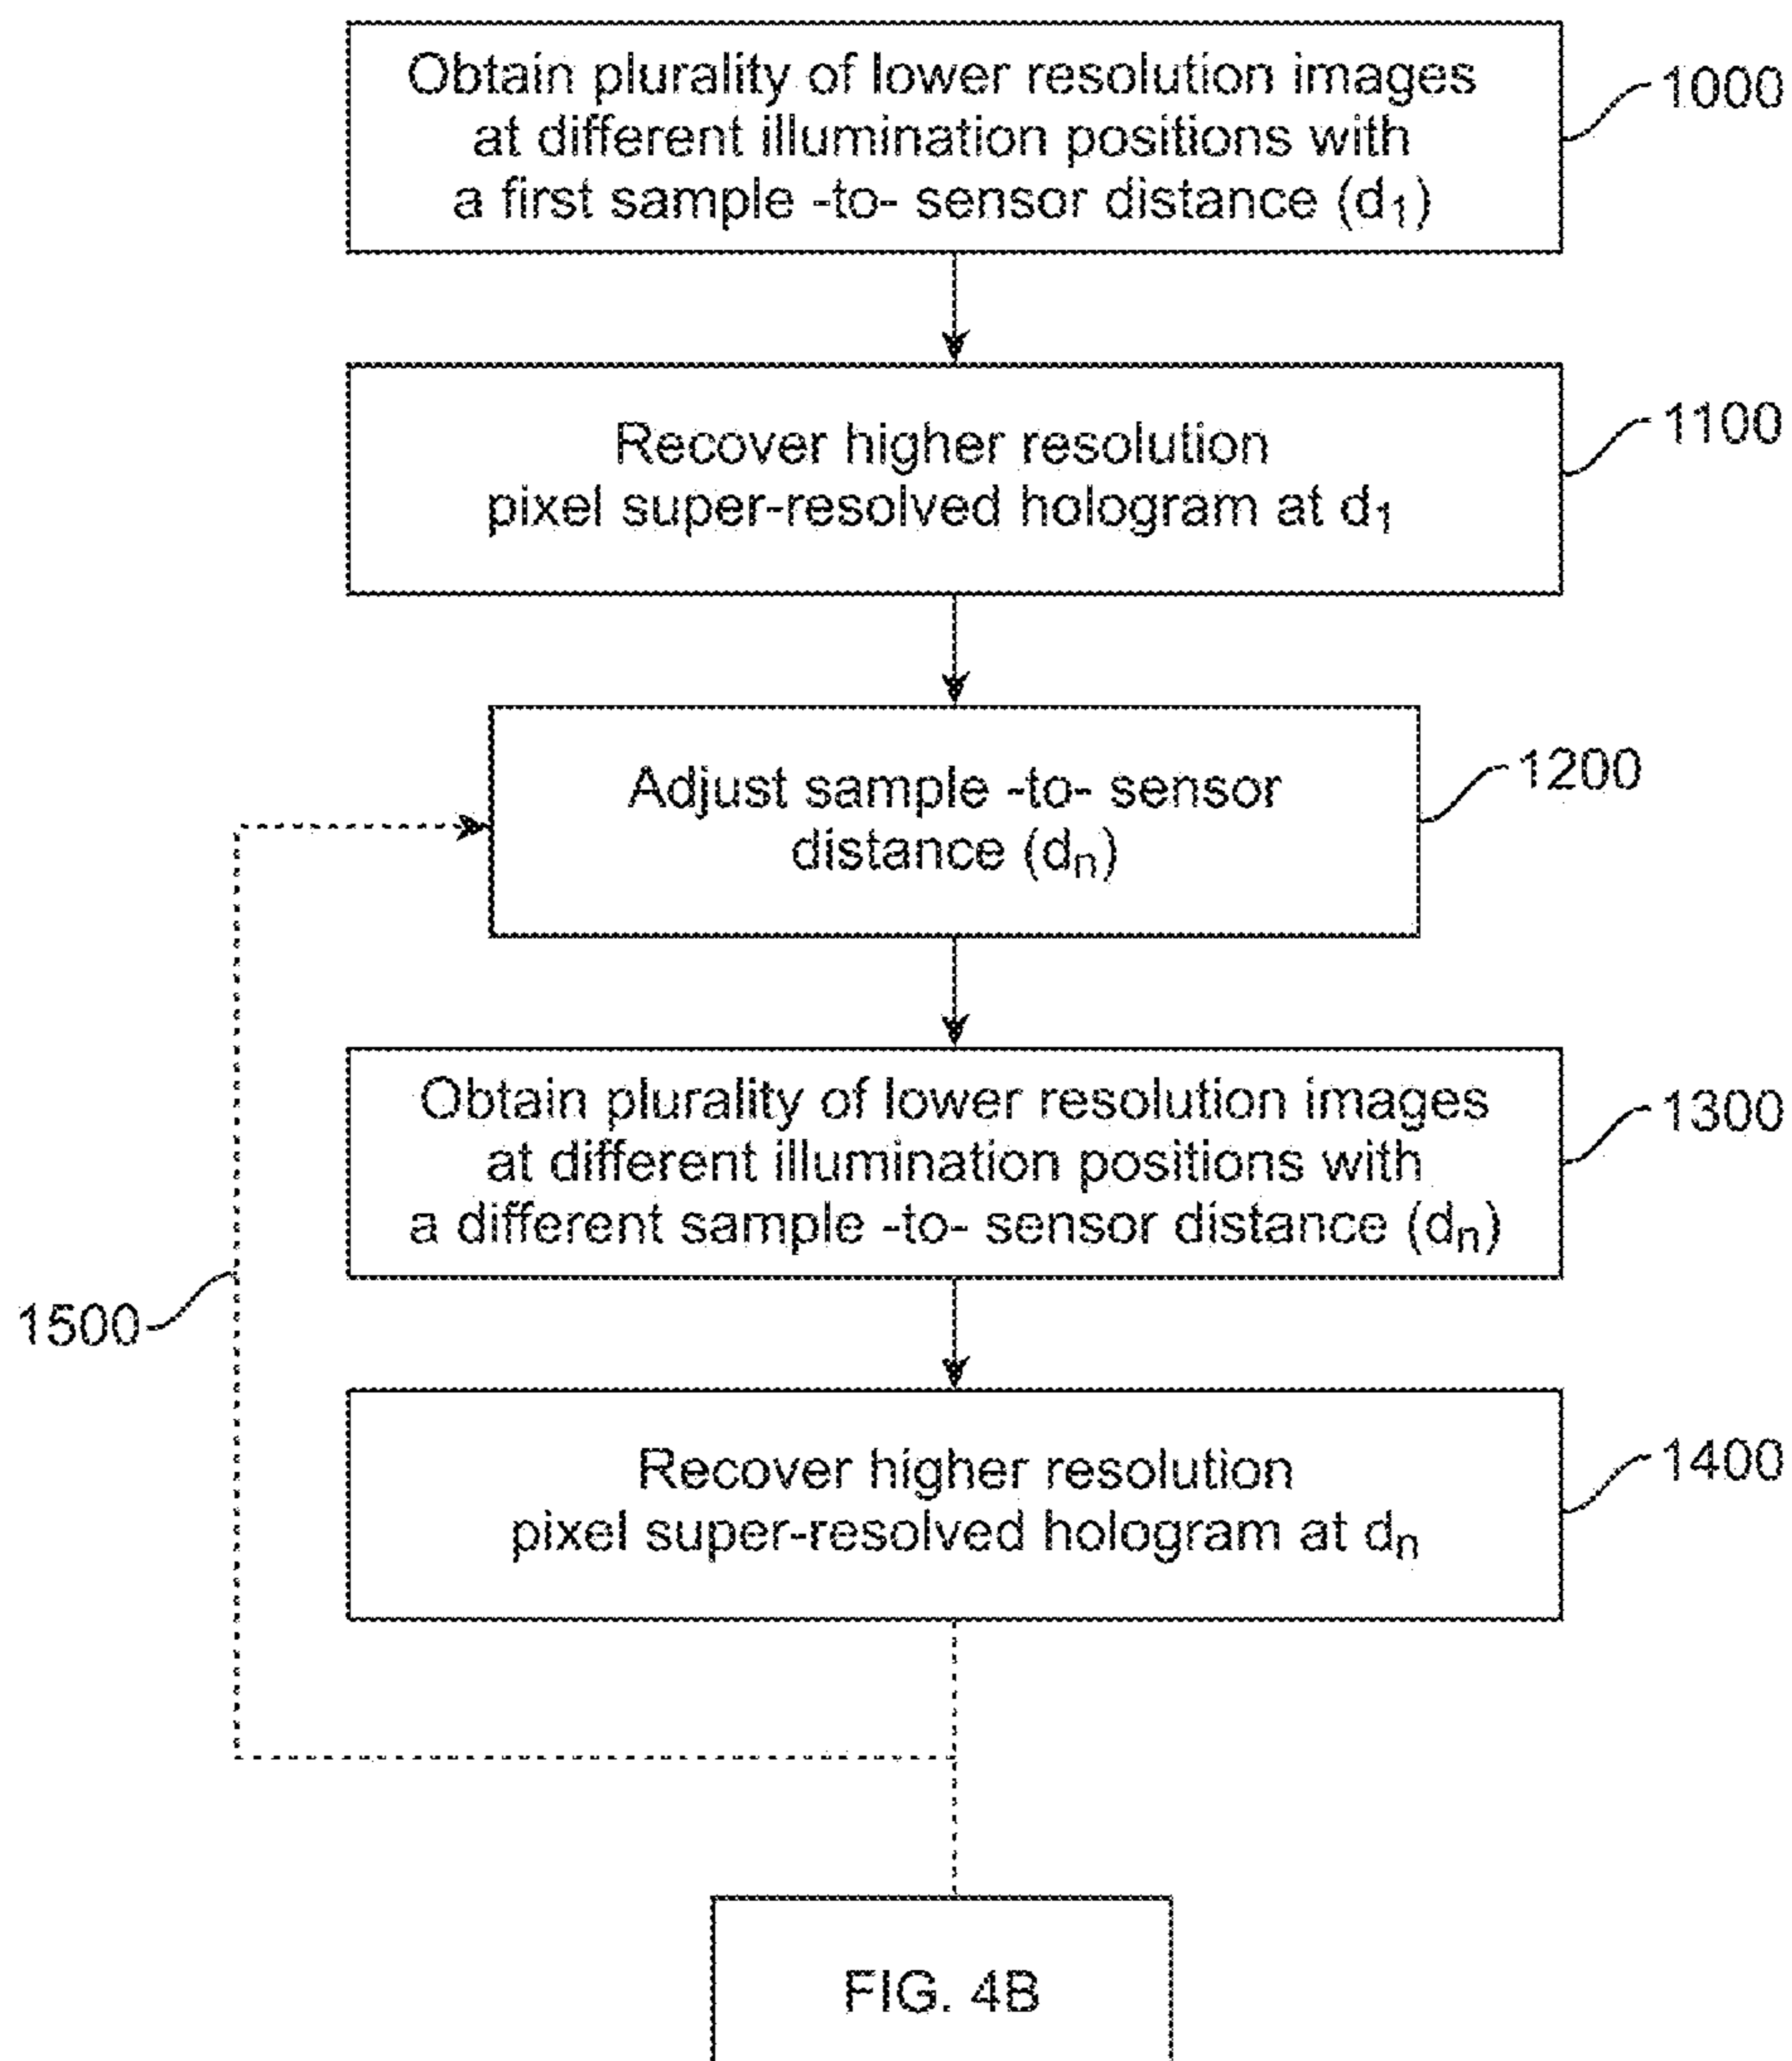 Obtain plurality of lower resolution images
at different illumination positions with
a first sample -to- sensor distance (d₁)
1000
Recover higher resolution
pixel super-resolved hologram at d₁
1100
Adjust sample -to- sensor
distance (dₙ)
1200
Obtain plurality of lower resolution images
at different illumination positions with
a different sample -to- sensor distance (dₙ)
1300
1500
Recover higher resolution
pixel super-resolved hologram at dₙ
1400
FIG. 4B